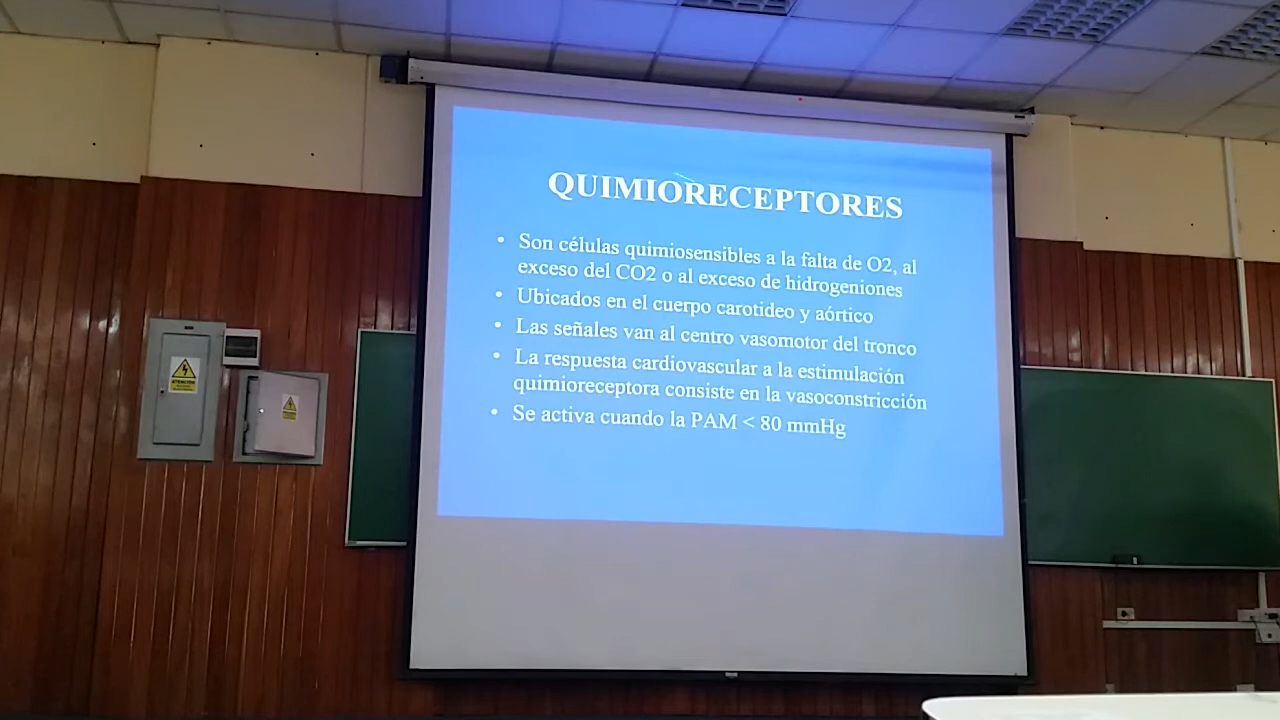 QUIMIORECEPTORES
• Son células quimiosensibles a la falta de O2, al
exceso del CO2 o al exceso de hidrogeniones
• Ubicados en el cuerpo carotideo y aórtico
• Las señales van al centro vasomotor del tronco
• La respuesta cardiovascular a la estimulación
quimioreceptora consiste en la vasoconstricción
• Se activa cuando la PAM < 80 mmHg
ATENCION